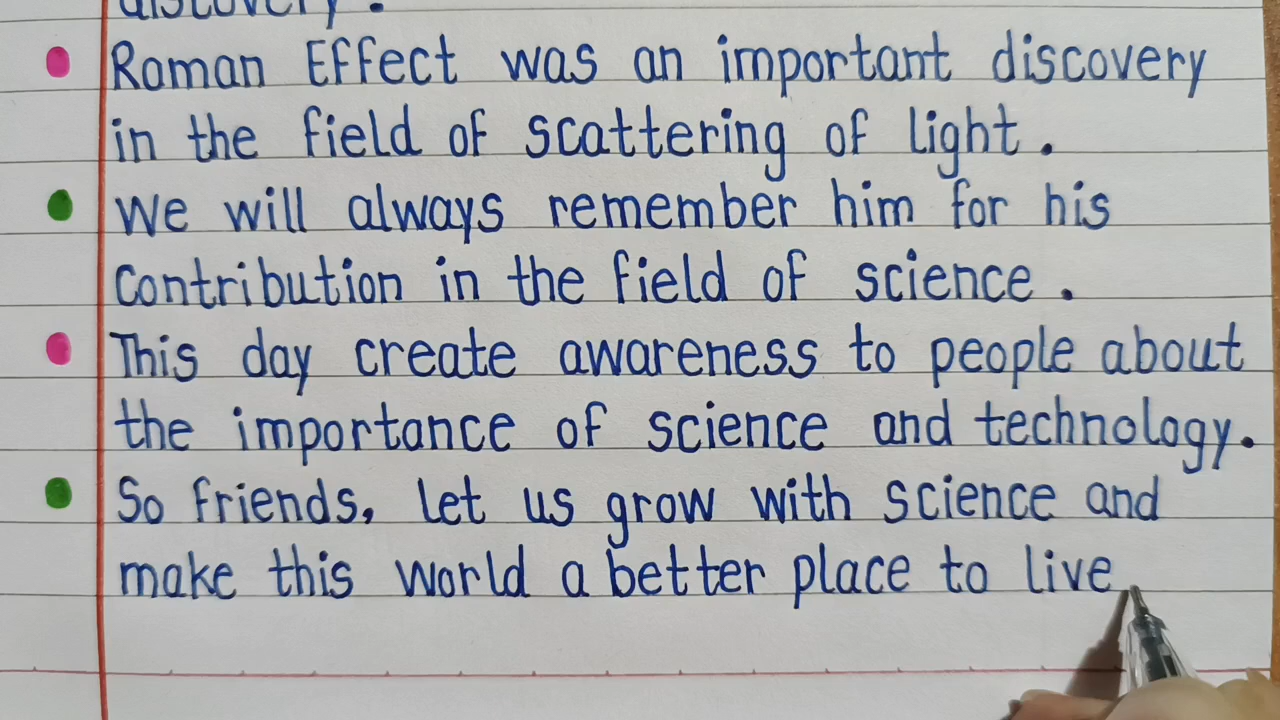 discovery.
Raman Effect was an important discovery
in the field of scattering of light.
We will always remember him for his
contribution in the field of science.
This day create awareness to people about
the importance of science and technology.
So friends, let us grow with science and
make this world a better place to live